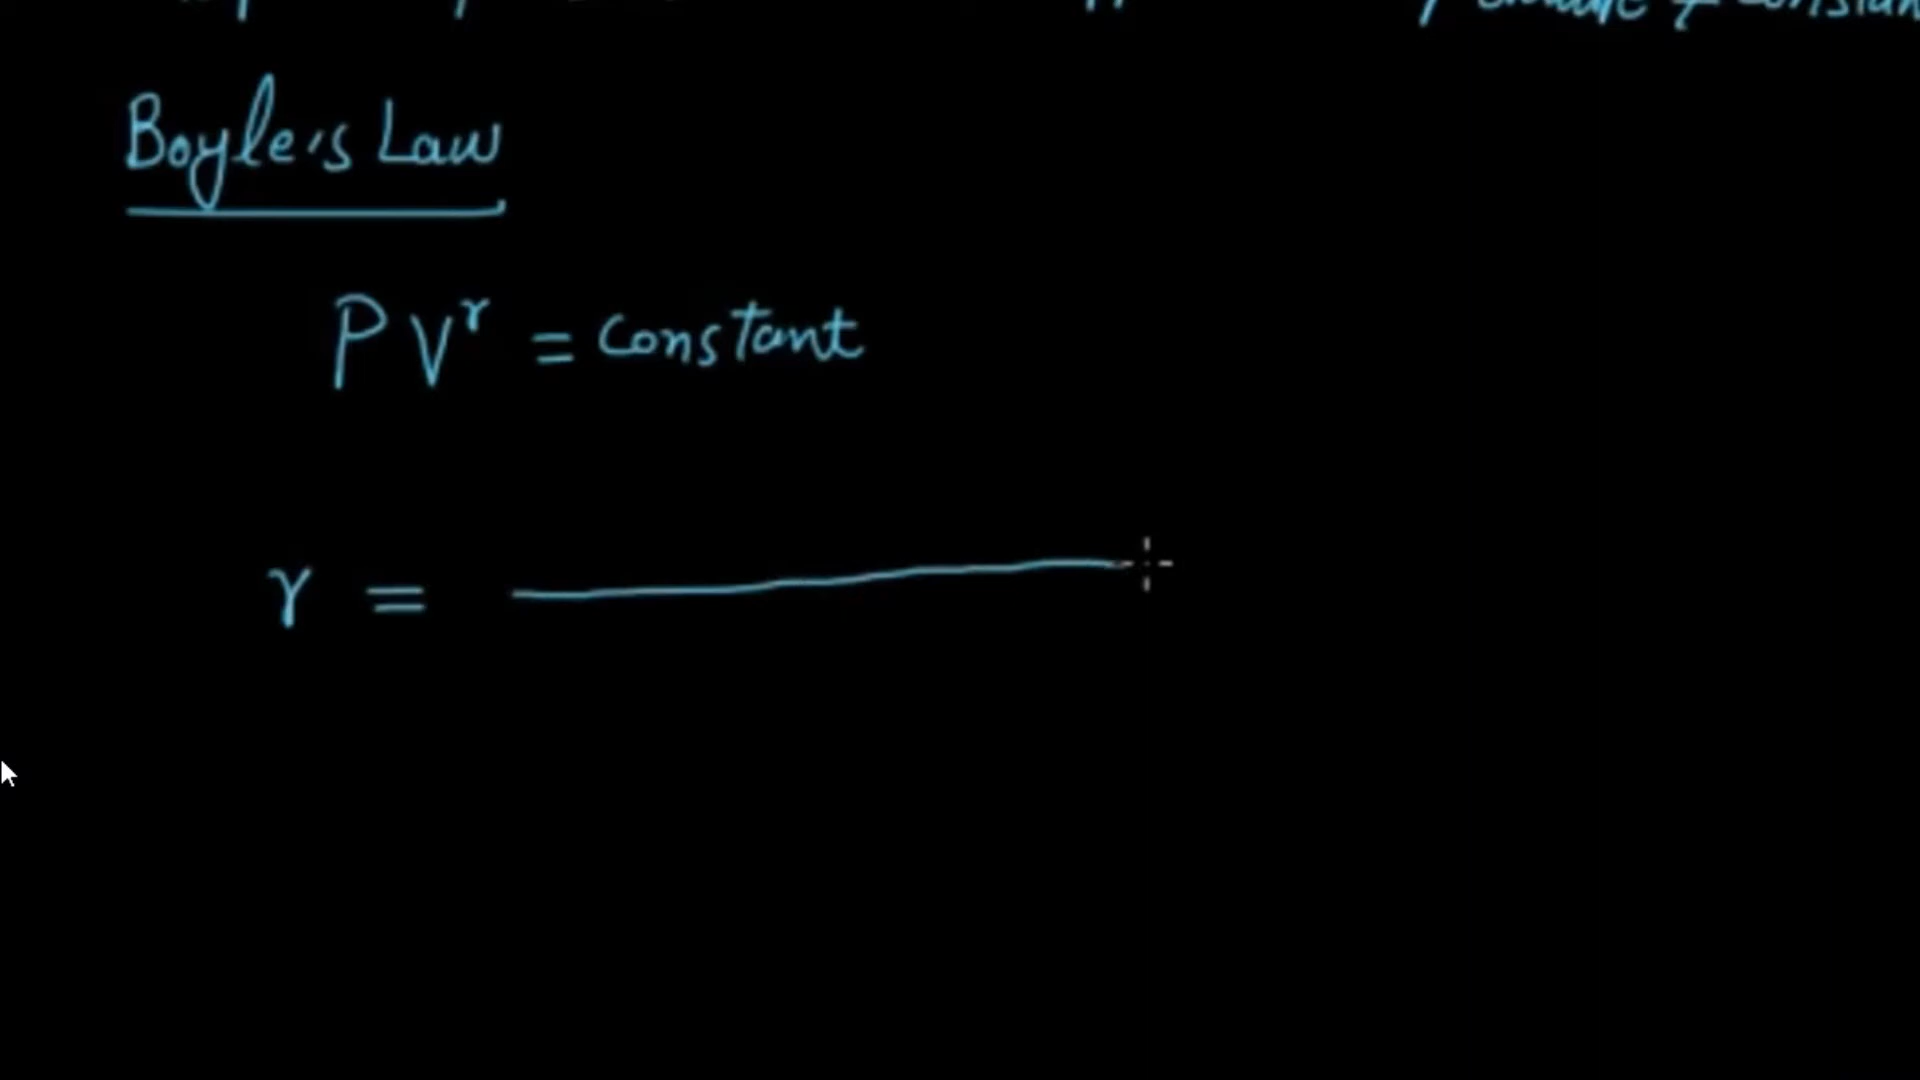 Boyle's Law
PV^γ = constant
γ =